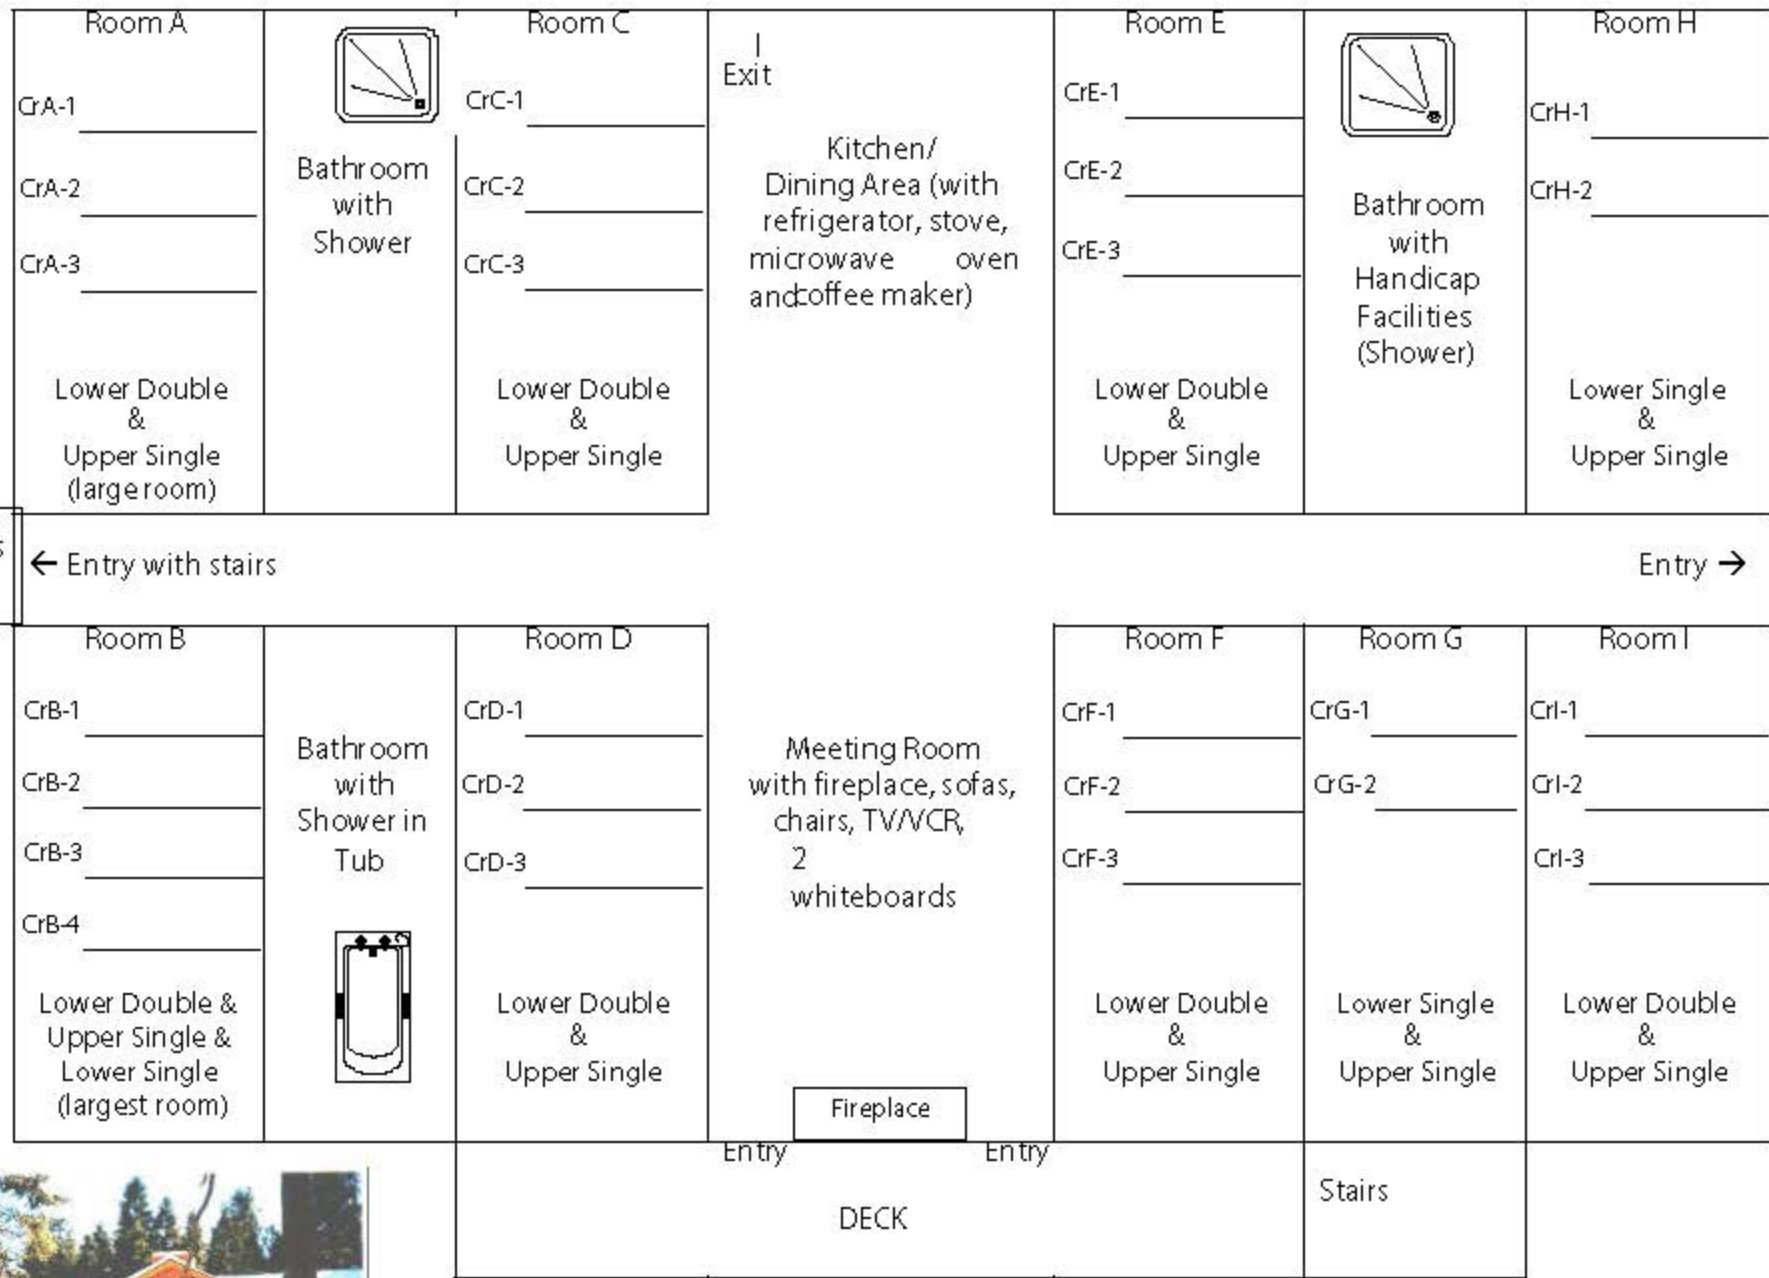 Room A
CrA-1
CrA-2
CrA-3
Lower Double
&
Upper Single
(large room)
Bathroom
with
Shower
Room C
CrC-1
CrC-2
CrC-3
Lower Double
&
Upper Single
Exit
Kitchen/
Dining Area (with
refrigerator, stove,
microwave oven
and coffee maker)
Room E
CrE-1
CrE-2
CrE-3
Lower Double
&
Upper Single
Bathroom
with
Handicap
Facilities
(Shower)
Room H
CrH-1
CrH-2
Lower Single
&
Upper Single
s
← Entry with stairs
Entry →
Room B
CrB-1
CrB-2
CrB-3
CrB-4
Lower Double &
Upper Single &
Lower Single
(largest room)
Bathroom
with
Shower in
Tub
Room D
CrD-1
CrD-2
CrD-3
Lower Double
&
Upper Single
Meeting Room
with fireplace, sofas,
chairs, TV/VCR,
2
whiteboards
Fireplace
Room F
CrF-1
CrF-2
CrF-3
Lower Double
&
Upper Single
Room G
CrG-1
CrG-2
Lower Single
&
Upper Single
Room I
CrI-1
CrI-2
CrI-3
Lower Double
&
Upper Single
Entry
Entry
DECK
Stairs